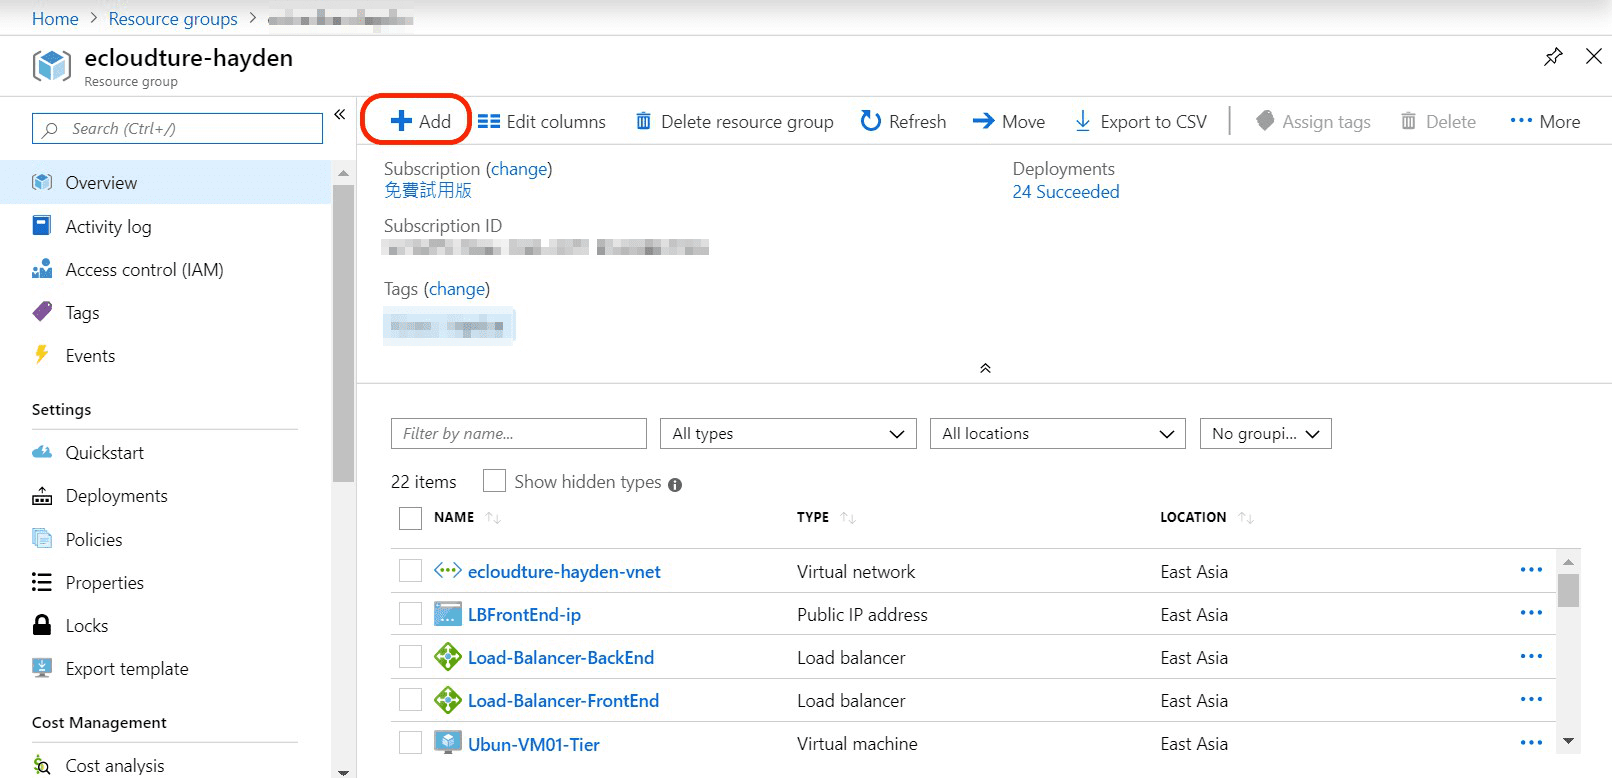 Home > Resource groups >
ecloudture-hayden
Resource group
Search (Ctrl+/)
«
Add
Edit columns
Delete resource group
Refresh
Move
Export to CSV
Assign tags
Delete
More
Overview
Activity log
Access control (IAM)
Tags
Events
Settings
Quickstart
Deployments
Policies
Properties
Locks
Export template
Cost Management
Cost analysis
Subscription (change)
免費試用版
Subscription ID
Tags (change)
Deployments
24 Succeeded
Filter by name...
All types
All locations
No groupi...
22 items
Show hidden types
NAME TYPE LOCATION
ecloudture-hayden-vnet Virtual network East Asia
LBFrontEnd-ip Public IP address East Asia
Load-Balancer-BackEnd Load balancer East Asia
Load-Balancer-FrontEnd Load balancer East Asia
Ubun-VM01-Tier Virtual machine East Asia